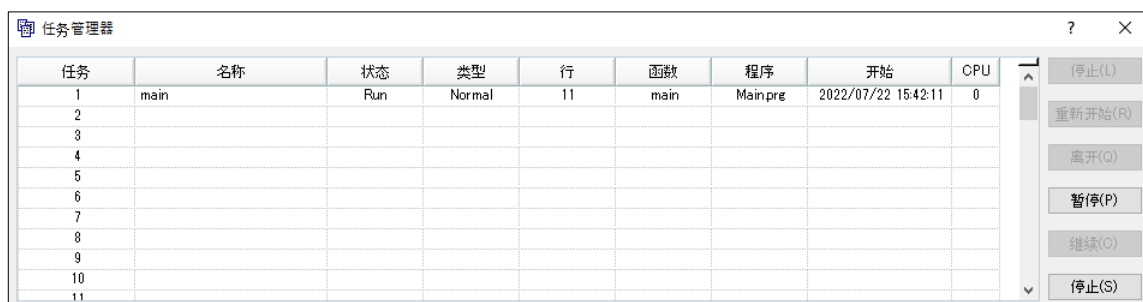 任务管理器 ?
任务 名称 状态 类型 行 函数 程序 开始 CPU 停止(L)
1 main Run Normal 11 main Main.prg 2022/07/22 15:42:11 0
2 重新开始(R)
3
4 离开(Q)
5
6 暂停(P)
7
8 继续(C)
9
10 停止(S)
11